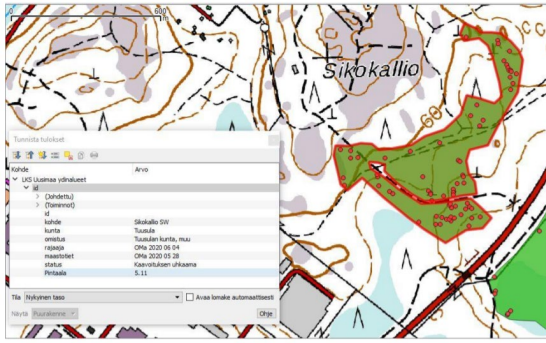 0
600
m
Sikokallio
60
Tunnista tulokset
Kohde Arvo
LKS Uusimaa ydinalueet
id
(Johdettu)
(Toiminnot)
id
kohde Sikokallio SW
kunta Tuusula
omistus Tuusulan kunta, muu
rajaaja OMa 2020 06 04
maastotiet OMa 2020 05 28
status Kaavoituksen uhkaama
Pintaala 5.11
Tila Nykyinen taso Avaa lomake automaattisesti
Näytä Puurakenne Ohje